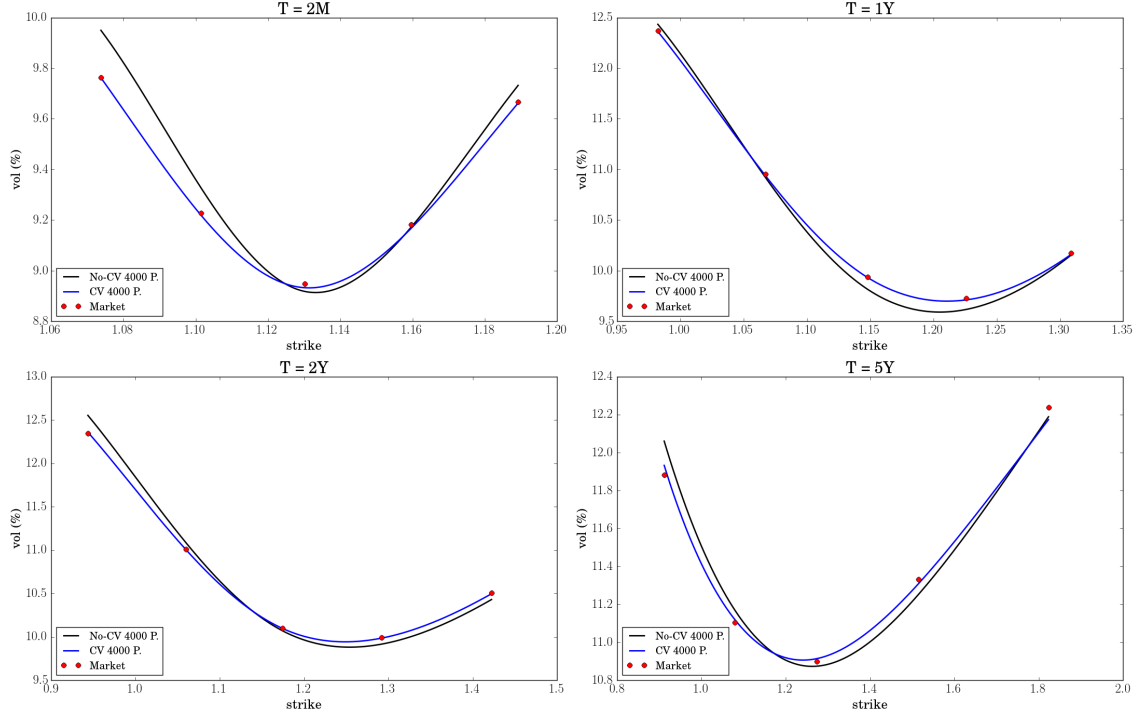 T = 2M
10.0
9.8
9.6
9.4
9.2
9.0
8.8
vol (%)
No-CV 4000 P.
CV 4000 P.
Market
1.06 1.08 1.10 1.12 1.14 1.16 1.18 1.20
strike
T = 1Y
12.5
12.0
11.5
11.0
10.5
10.0
9.5
vol (%)
No-CV 4000 P.
CV 4000 P.
Market
0.95 1.00 1.05 1.10 1.15 1.20 1.25 1.30 1.35
strike
T = 2Y
13.0
12.5
12.0
11.5
11.0
10.5
10.0
9.5
vol (%)
No-CV 4000 P.
CV 4000 P.
Market
0.9 1.0 1.1 1.2 1.3 1.4 1.5
strike
T = 5Y
12.4
12.2
12.0
11.8
11.6
11.4
11.2
11.0
10.8
vol (%)
No-CV 4000 P.
CV 4000 P.
Market
0.8 1.0 1.2 1.4 1.6 1.8 2.0
strike